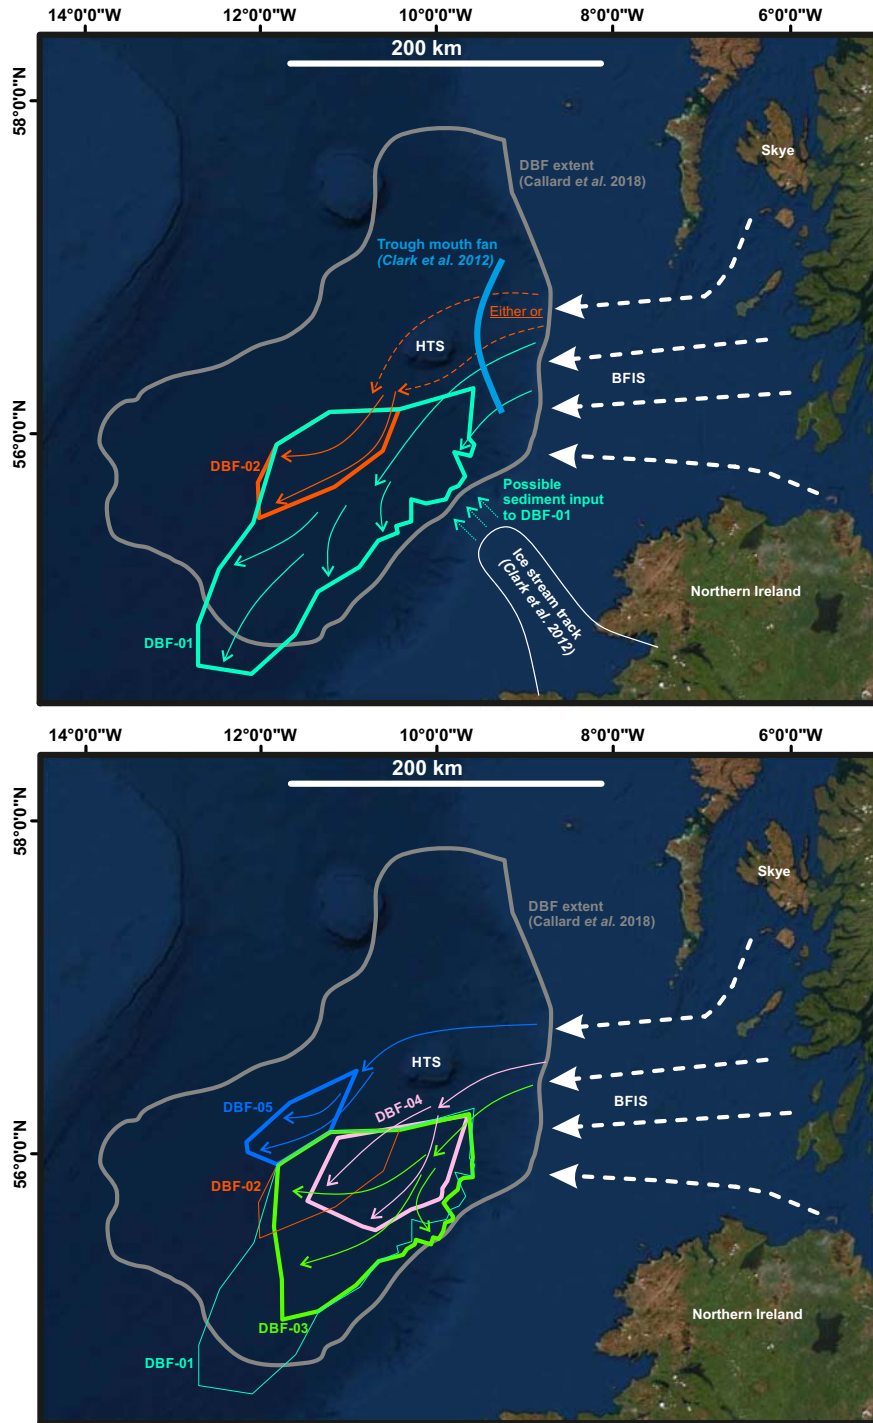 14°0'0"W 12°0'0"W 10°0'0"W 8°0'0"W 6°0'0"W
200 km
58°0'0"N
Skye
DBF extent
(Callard et al. 2018)
Trough mouth fan
(Clark et al. 2012)
Either or
HTS
BFIS
56°0'0"N
DBF-02
Possible
sediment input
to DBF-01
Ice stream track
(Clark et al. 2012)
Northern Ireland
DBF-01
14°0'0"W 12°0'0"W 10°0'0"W 8°0'0"W 6°0'0"W
200 km
58°0'0"N
Skye
DBF extent
(Callard et al. 2018)
HTS
BFIS
DBF-05
DBF-04
56°0'0"N
DBF-02
Northern Ireland
DBF-03
DBF-01